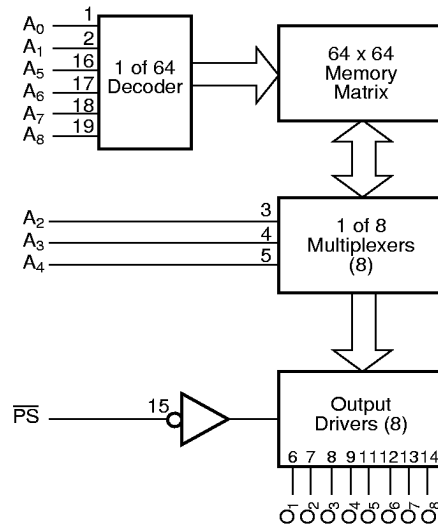 A0 1
A1 2
A5 16
A6 17
A7 18
A8 19
1 of 64
Decoder
64 x 64
Memory
Matrix
A2 3
A3 4
A4 5
1 of 8
Multiplexers
(8)
PS 15
Output
Drivers (8)
6 7 8 9 11 12 13 14
O1 O2 O3 O4 O5 O6 O7 O8